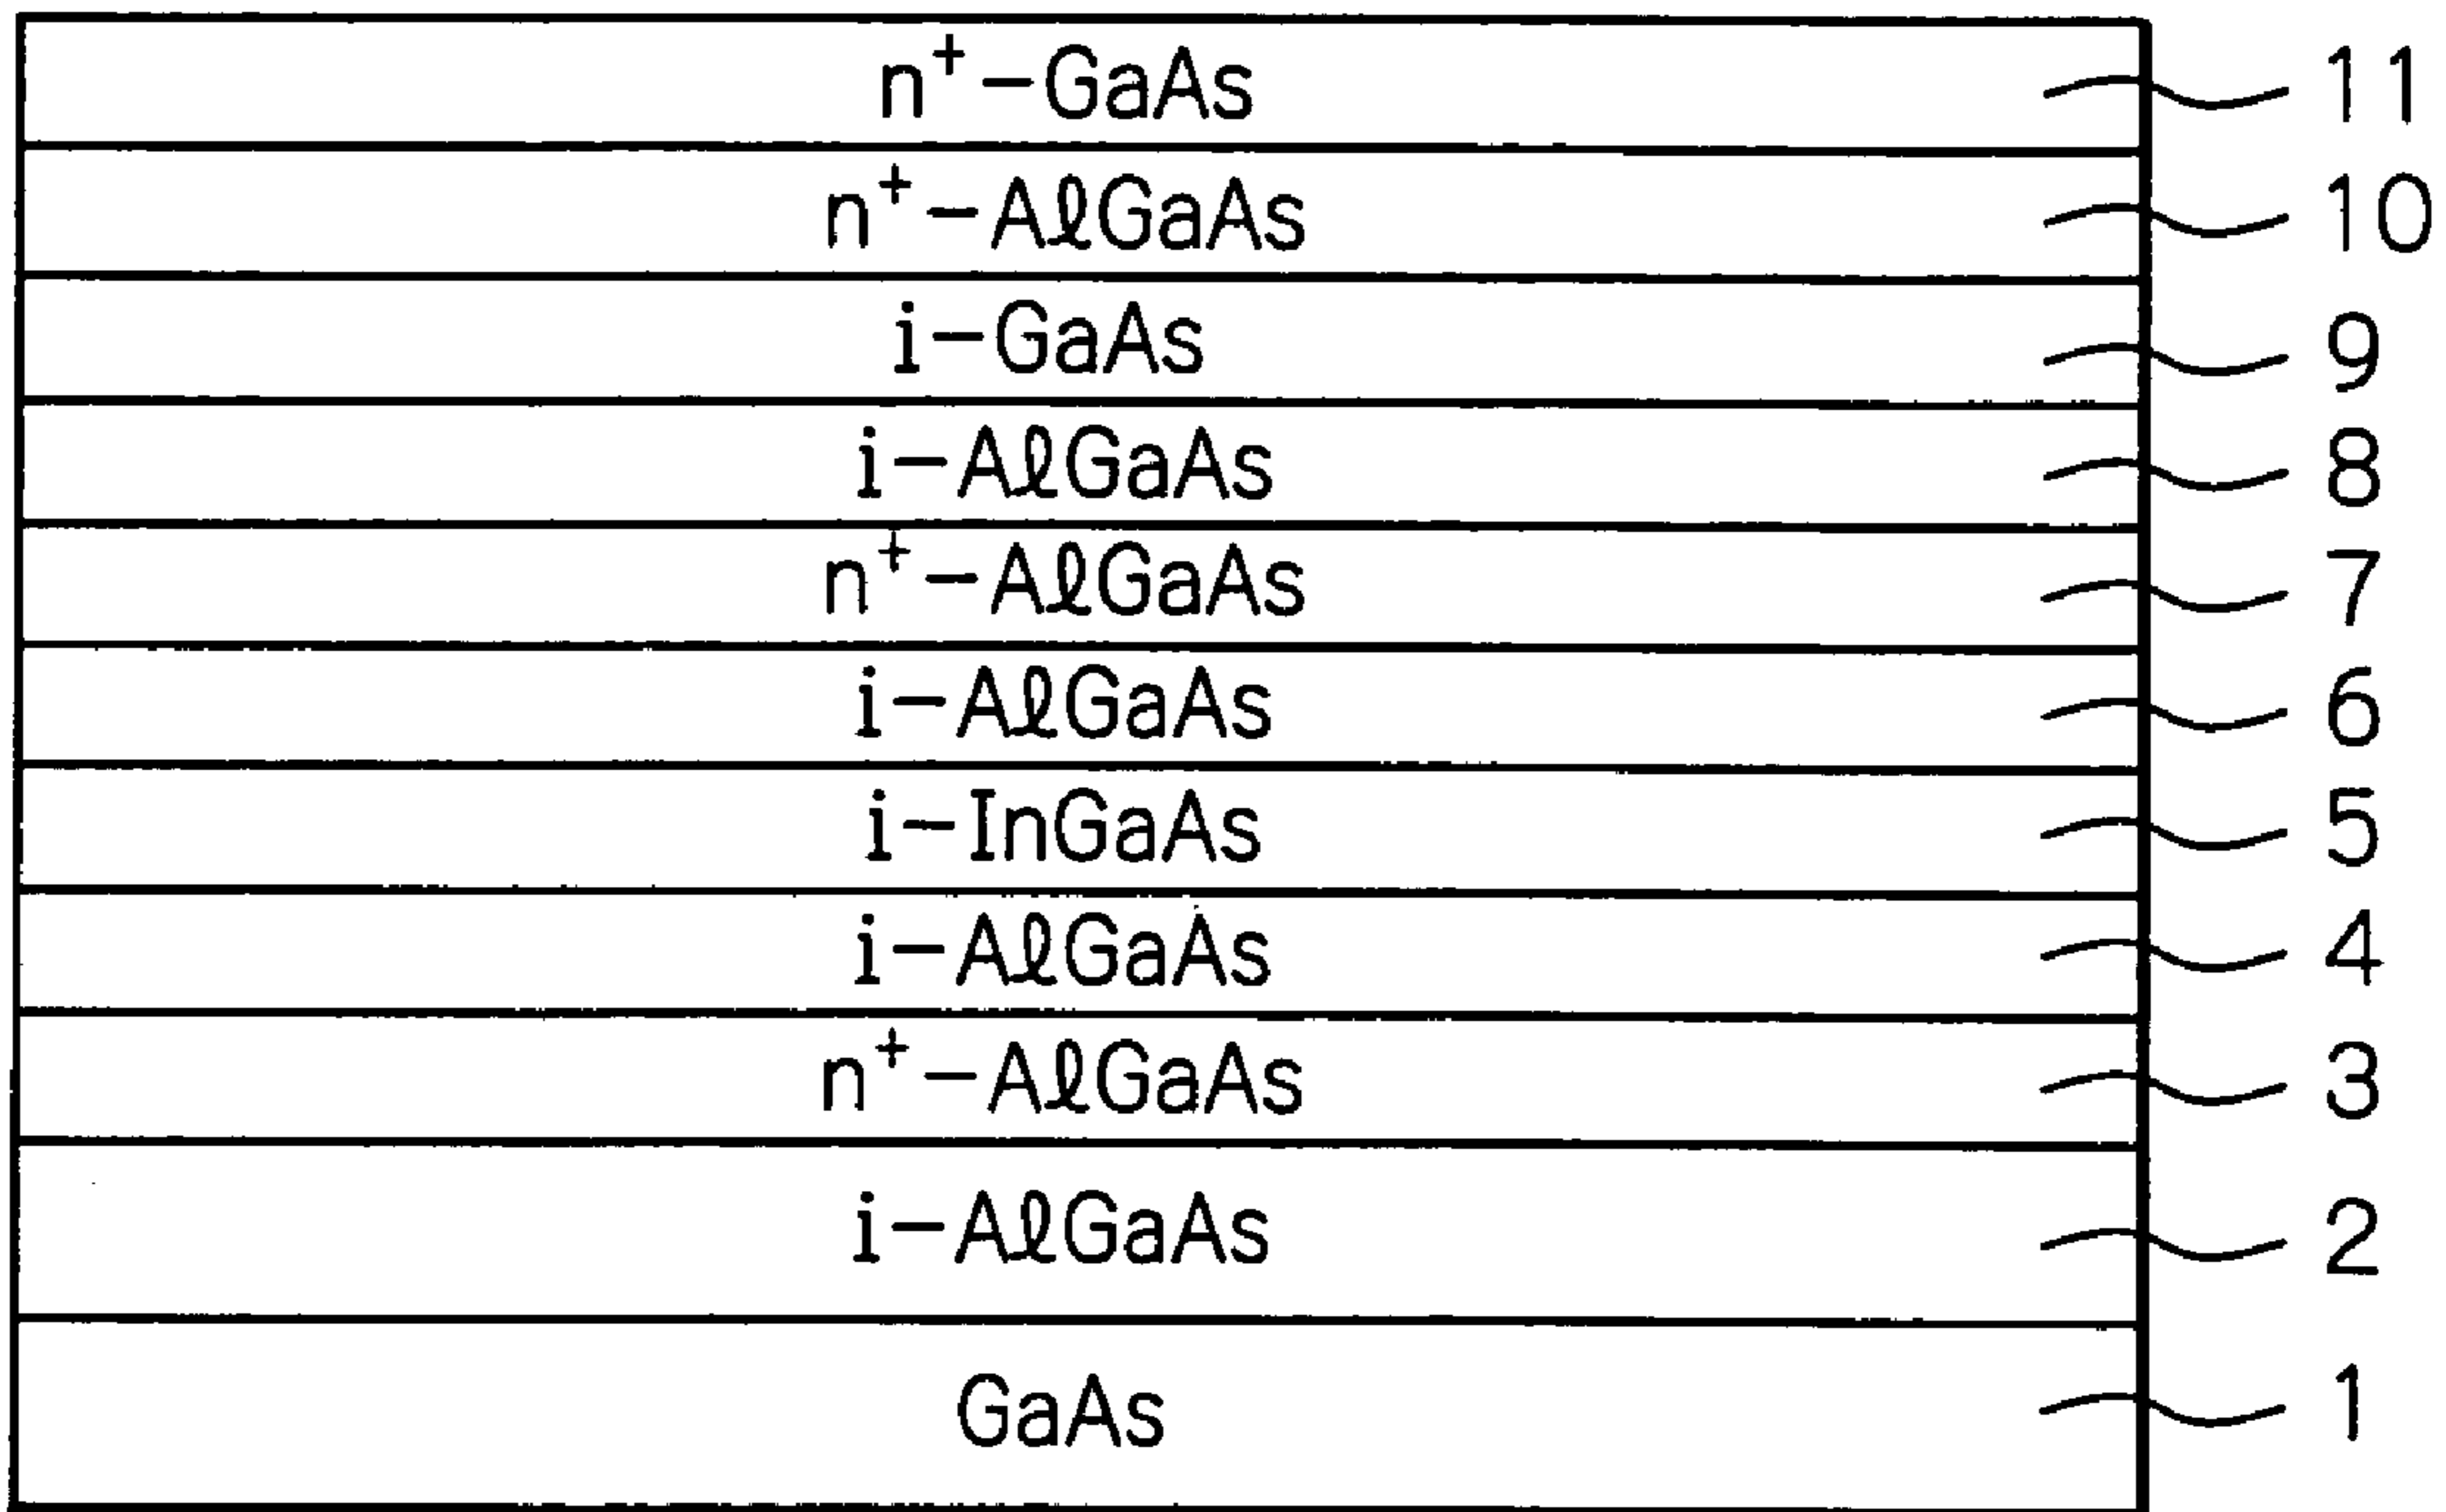 n⁺-GaAs 11
n⁺-AℓGaAs 10
i-GaAs 9
i-AℓGaAs 8
n⁺-AℓGaAs 7
i-AℓGaAs 6
i-InGaAs 5
i-AℓGaAs 4
n⁺-AℓGaAs 3
i-AℓGaAs 2
GaAs 1